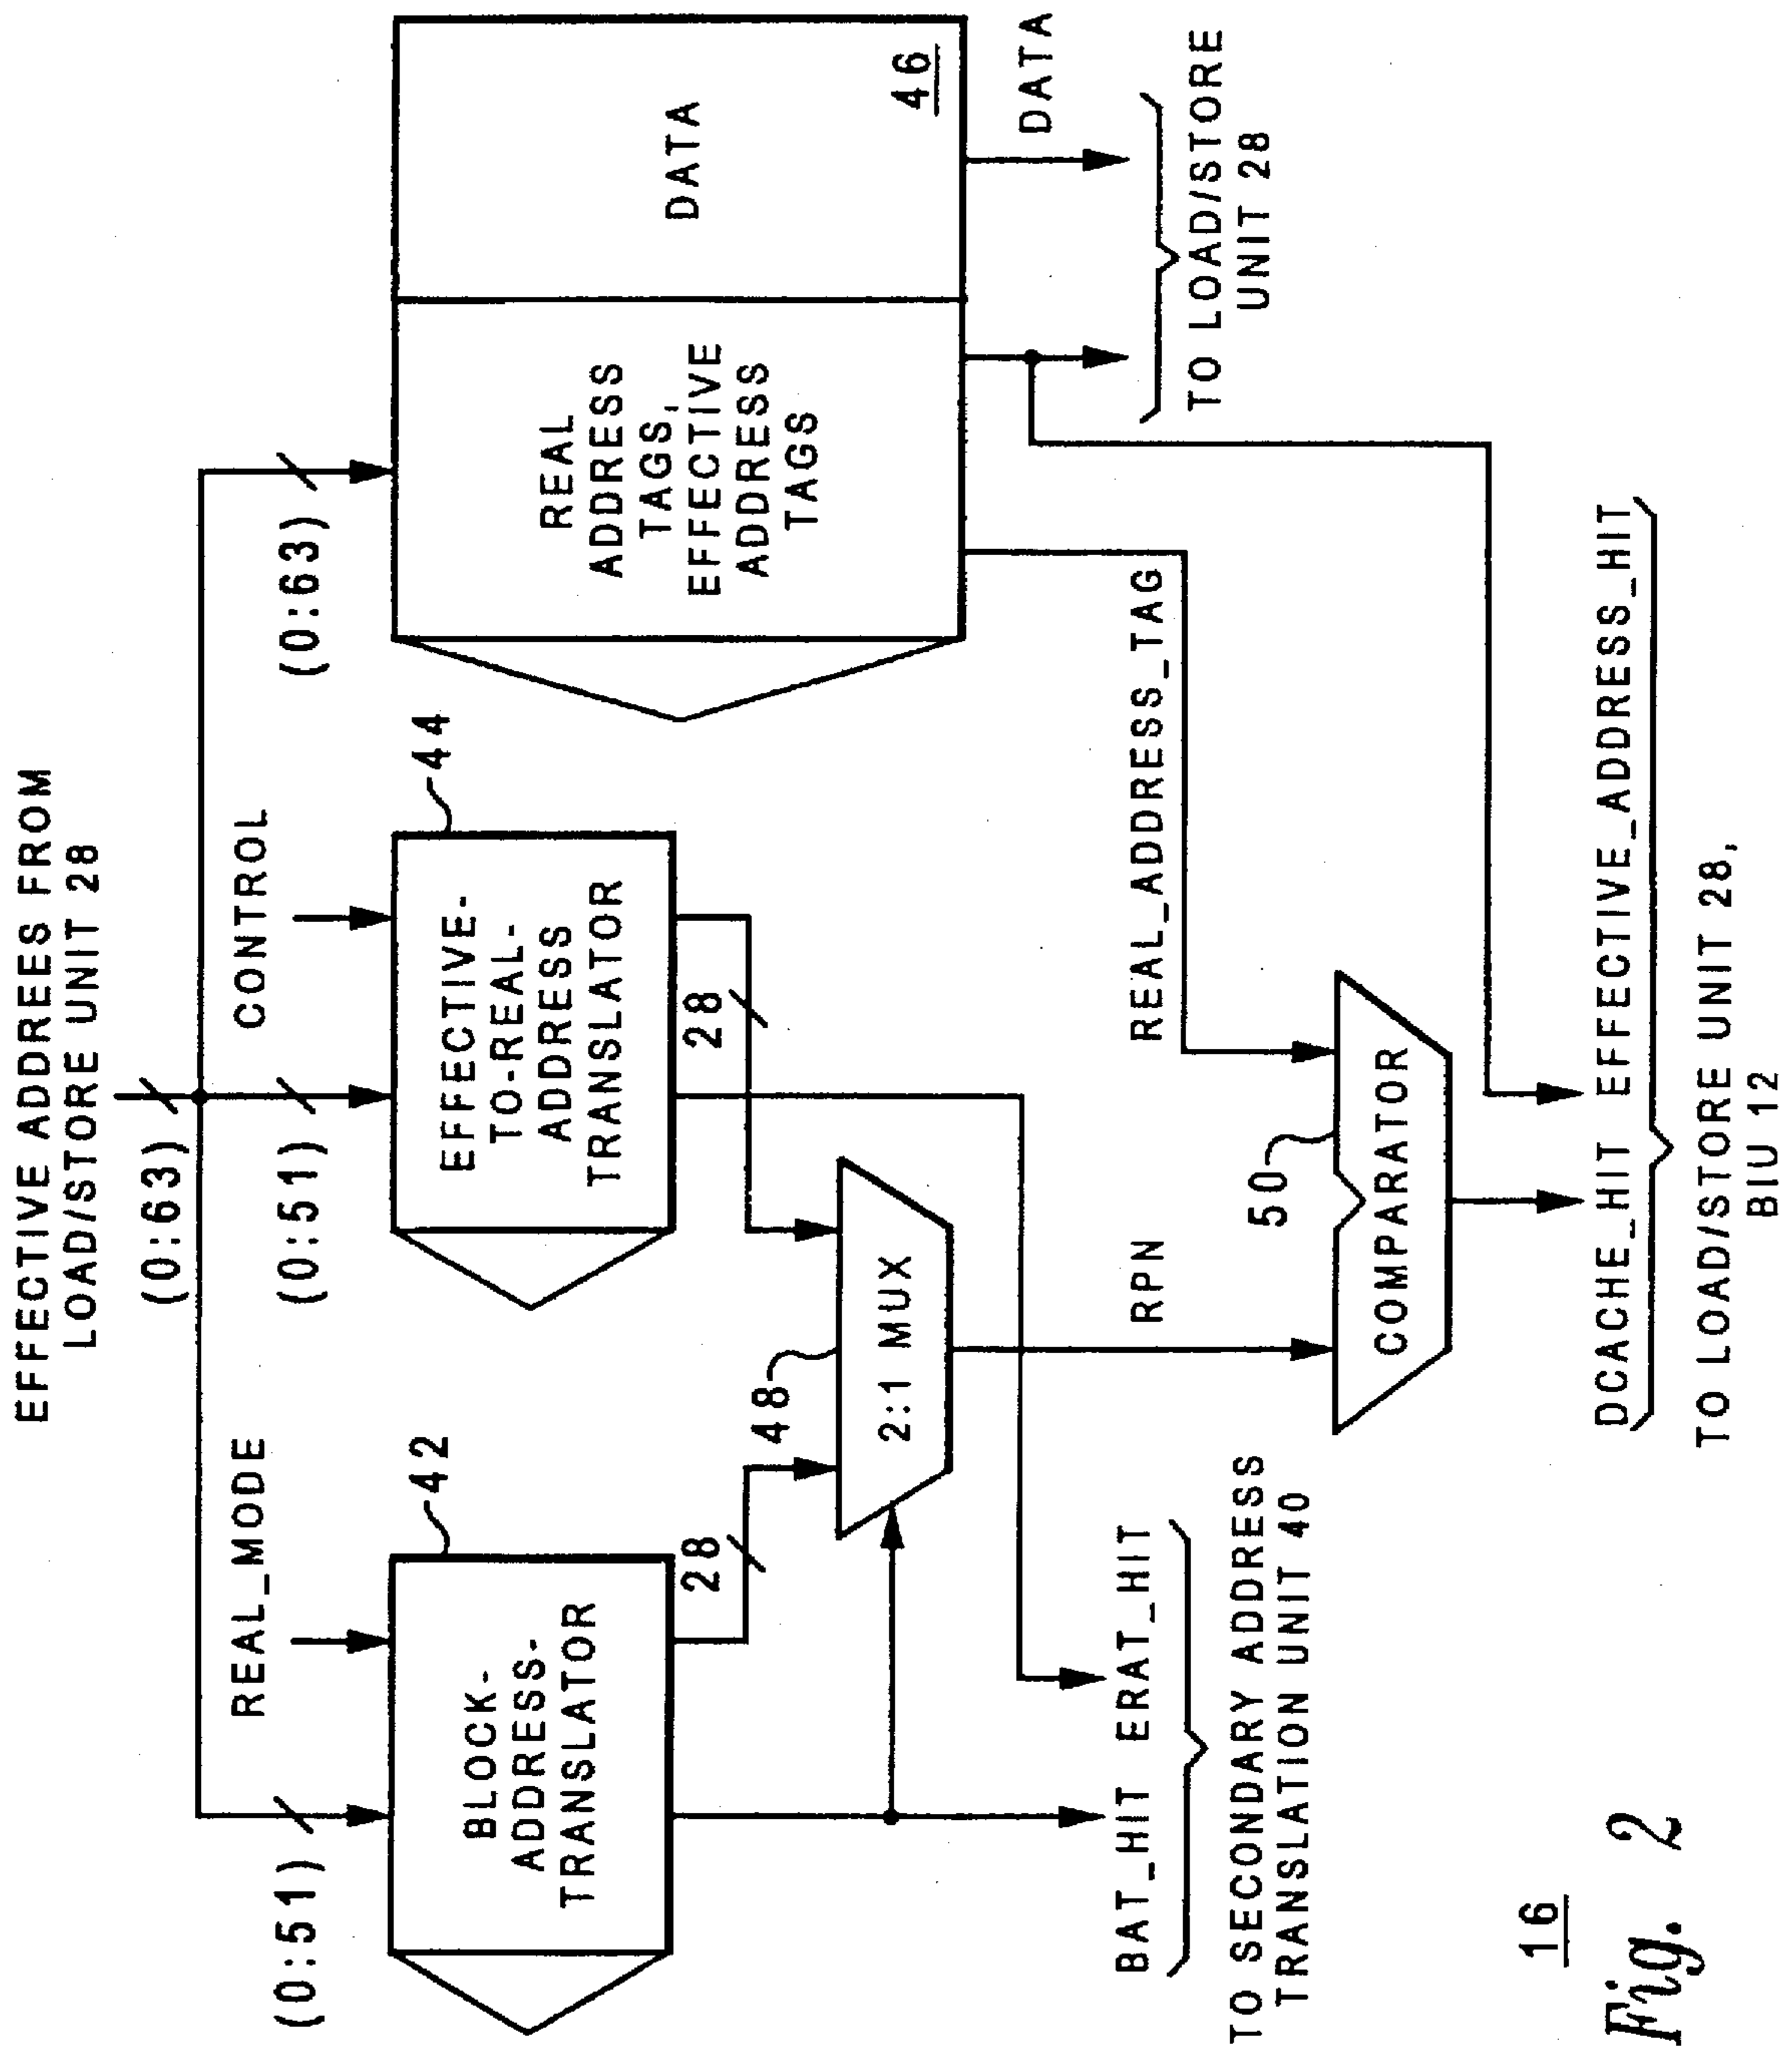 EFFECTIVE ADDREES FROM
LOAD/STORE UNIT 28
(0:63)
(0:51)
REAL_MODE
42
BLOCK-
ADDRESS-
TRANSLATOR
(0:51)
CONTROL
44
EFFECTIVE-
TO-REAL-
ADDRESS
TRANSLATOR
(0:63)
REAL
ADDRESS
TAGS,
EFFECTIVE
ADDRESS
TAGS
DATA
46
28
28
48
2:1 MUX
DATA
TO LOAD/STORE
UNIT 28
BAT_HIT ERAT_HIT
TO SECONDARY ADDRESS
TRANSLATION UNIT 40
RPN
REAL_ADDRESS_TAG
50
COMPARATOR
DCACHE_HIT EFFECTIVE_ADDRESS_HIT
TO LOAD/STORE UNIT 28,
BIU 12
16
Fig. 2